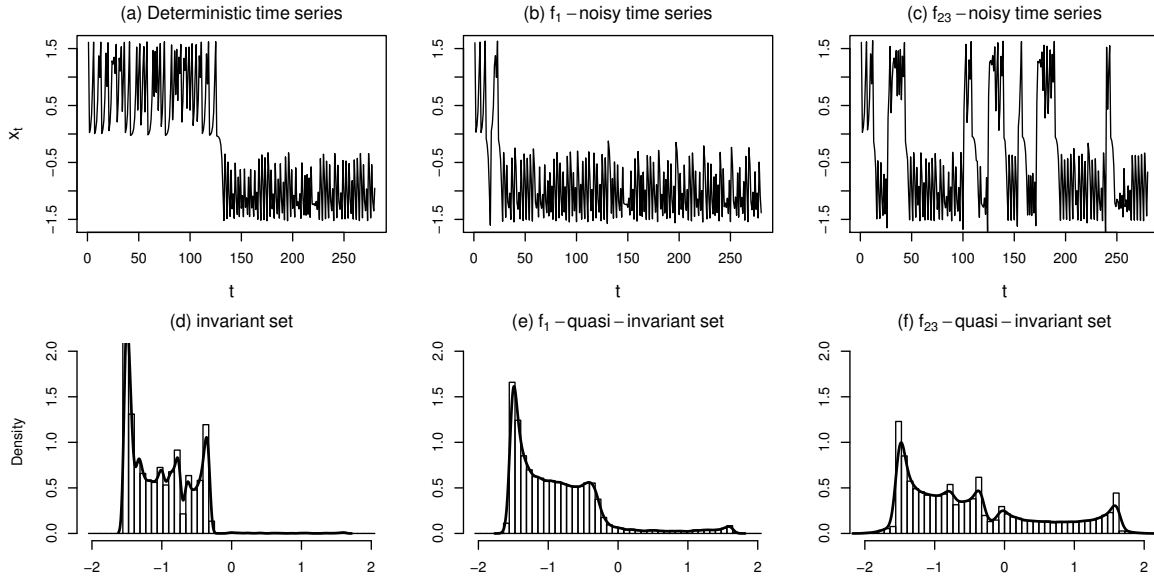 (a) Deterministic time series
(b) f₁ −noisy time series
(c) f₂₃ −noisy time series
xₜ
1.5
0.5
−0.5
−1.5
0 50 100 150 200 250
t
1.5
0.5
−0.5
−1.5
0 50 100 150 200 250
t
1.5
0.5
−0.5
−1.5
0 50 100 150 200 250
t
(d) invariant set
(e) f₁ −quasi−invariant set
(f) f₂₃ −quasi−invariant set
Density
2.0
1.5
1.0
0.5
0.0
−2 −1 0 1 2
2.0
1.5
1.0
0.5
0.0
−2 −1 0 1 2
2.0
1.5
1.0
0.5
0.0
−2 −1 0 1 2